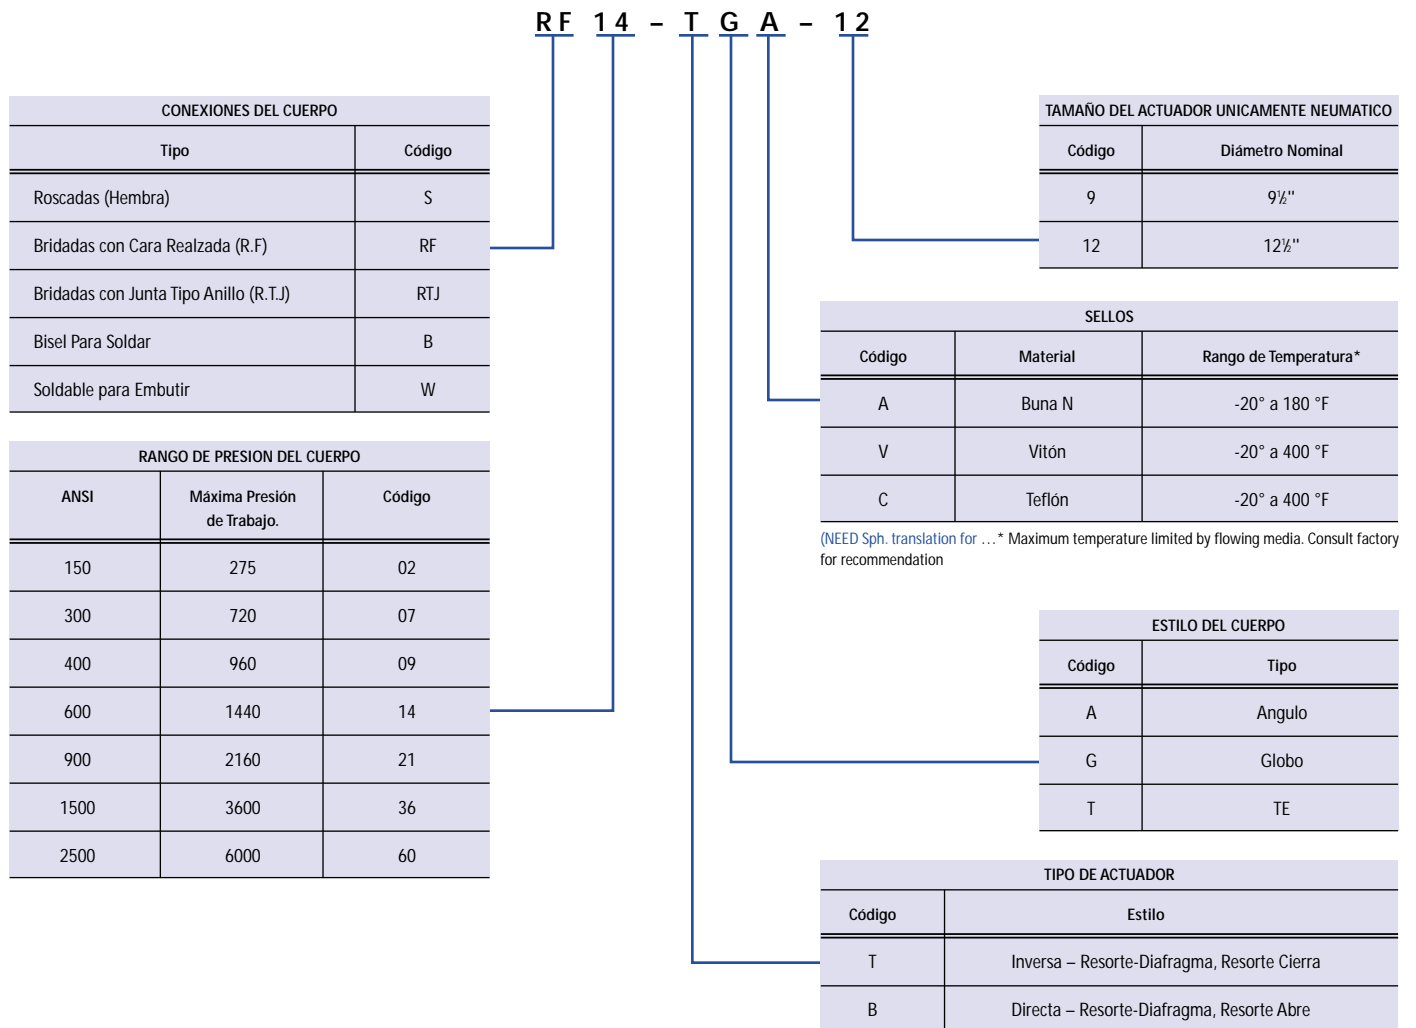 RF 14 – T G A – 12
CONEXIONES DEL CUERPO
Tipo Código
Roscadas (Hembra) S
Bridadas con Cara Realzada (R.F) RF
Bridadas con Junta Tipo Anillo (R.T.J) RTJ
Bisel Para Soldar B
Soldable para Embutir W
RANGO DE PRESION DEL CUERPO
ANSI Máxima Presión Código
de Trabajo.
150 275 02
300 720 07
400 960 09
600 1440 14
900 2160 21
1500 3600 36
2500 6000 60
TAMAÑO DEL ACTUADOR UNICAMENTE NEUMATICO
Código Diámetro Nominal
9 9½''
12 12½''
SELLOS
Código Material Rango de Temperatura*
A Buna N -20° a 180 °F
V Vitón -20° a 400 °F
C Teflón -20° a 400 °F
(NEED Sph. translation for …* Maximum temperature limited by flowing media. Consult factory
for recommendation
ESTILO DEL CUERPO
Código Tipo
A Angulo
G Globo
T TE
TIPO DE ACTUADOR
Código Estilo
T Inversa – Resorte-Diafragma, Resorte Cierra
B Directa – Resorte-Diafragma, Resorte Abre